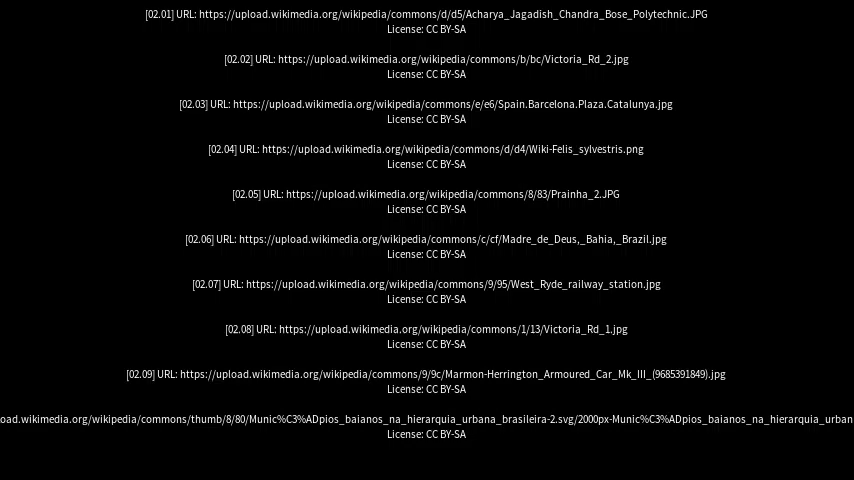 [02.01] URL: https://upload.wikimedia.org/wikipedia/commons/d/d5/Acharya_Jagadish_Chandra_Bose_Polytechnic.JPG
License: CC BY-SA
[02.02] URL: https://upload.wikimedia.org/wikipedia/commons/b/bc/Victoria_Rd_2.jpg
License: CC BY-SA
[02.03] URL: https://upload.wikimedia.org/wikipedia/commons/e/e6/Spain.Barcelona.Plaza.Catalunya.jpg
License: CC BY-SA
[02.04] URL: https://upload.wikimedia.org/wikipedia/commons/d/d4/Wiki-Felis_sylvestris.png
License: CC BY-SA
[02.05] URL: https://upload.wikimedia.org/wikipedia/commons/8/83/Prainha_2.JPG
License: CC BY-SA
[02.06] URL: https://upload.wikimedia.org/wikipedia/commons/c/cf/Madre_de_Deus,_Bahia,_Brazil.jpg
License: CC BY-SA
[02.07] URL: https://upload.wikimedia.org/wikipedia/commons/9/95/West_Ryde_railway_station.jpg
License: CC BY-SA
[02.08] URL: https://upload.wikimedia.org/wikipedia/commons/1/13/Victoria_Rd_1.jpg
License: CC BY-SA
[02.09] URL: https://upload.wikimedia.org/wikipedia/commons/9/9c/Marmon-Herrington_Armoured_Car_Mk_III_(9685391849).jpg
License: CC BY-SA
oad.wikimedia.org/wikipedia/commons/thumb/8/80/Munic%C3%ADpios_baianos_na_hierarquia_urbana_brasileira-2.svg/2000px-Munic%C3%ADpios_baianos_na_hierarquia_urban
License: CC BY-SA